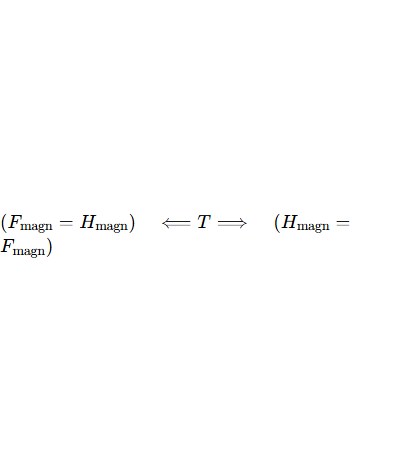 (F_magn = H_magn) ⟸ T ⟹ (H_magn =
F_magn)